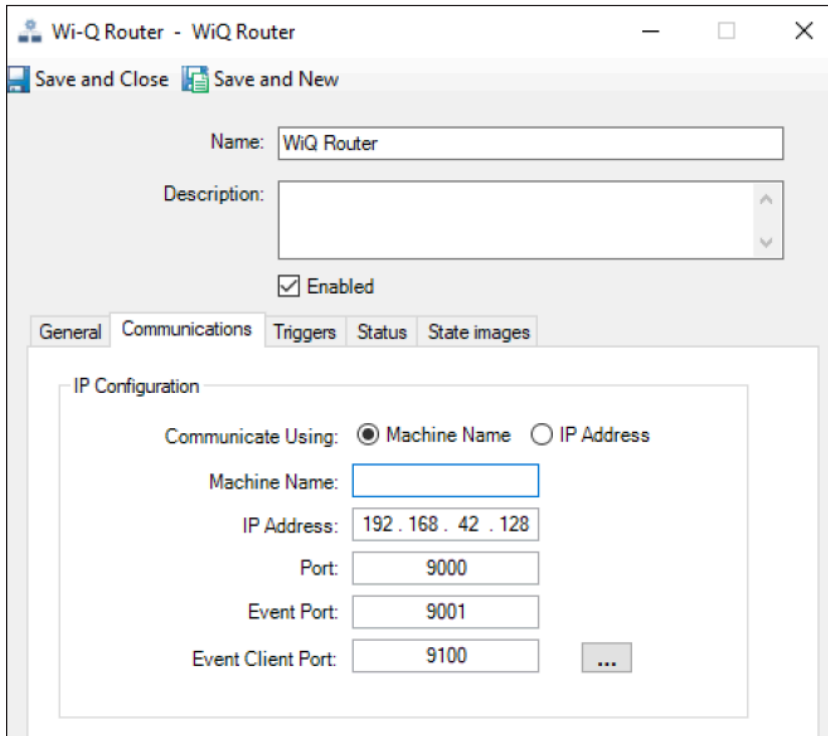 Wi-Q Router - WiQ Router
Save and Close Save and New
Name: WiQ Router
Description:
Enabled
General Communications Triggers Status State images
IP Configuration
Communicate Using: Machine Name IP Address
Machine Name:
IP Address: 192 . 168 . 42 . 128
Port: 9000
Event Port: 9001
Event Client Port: 9100 ...